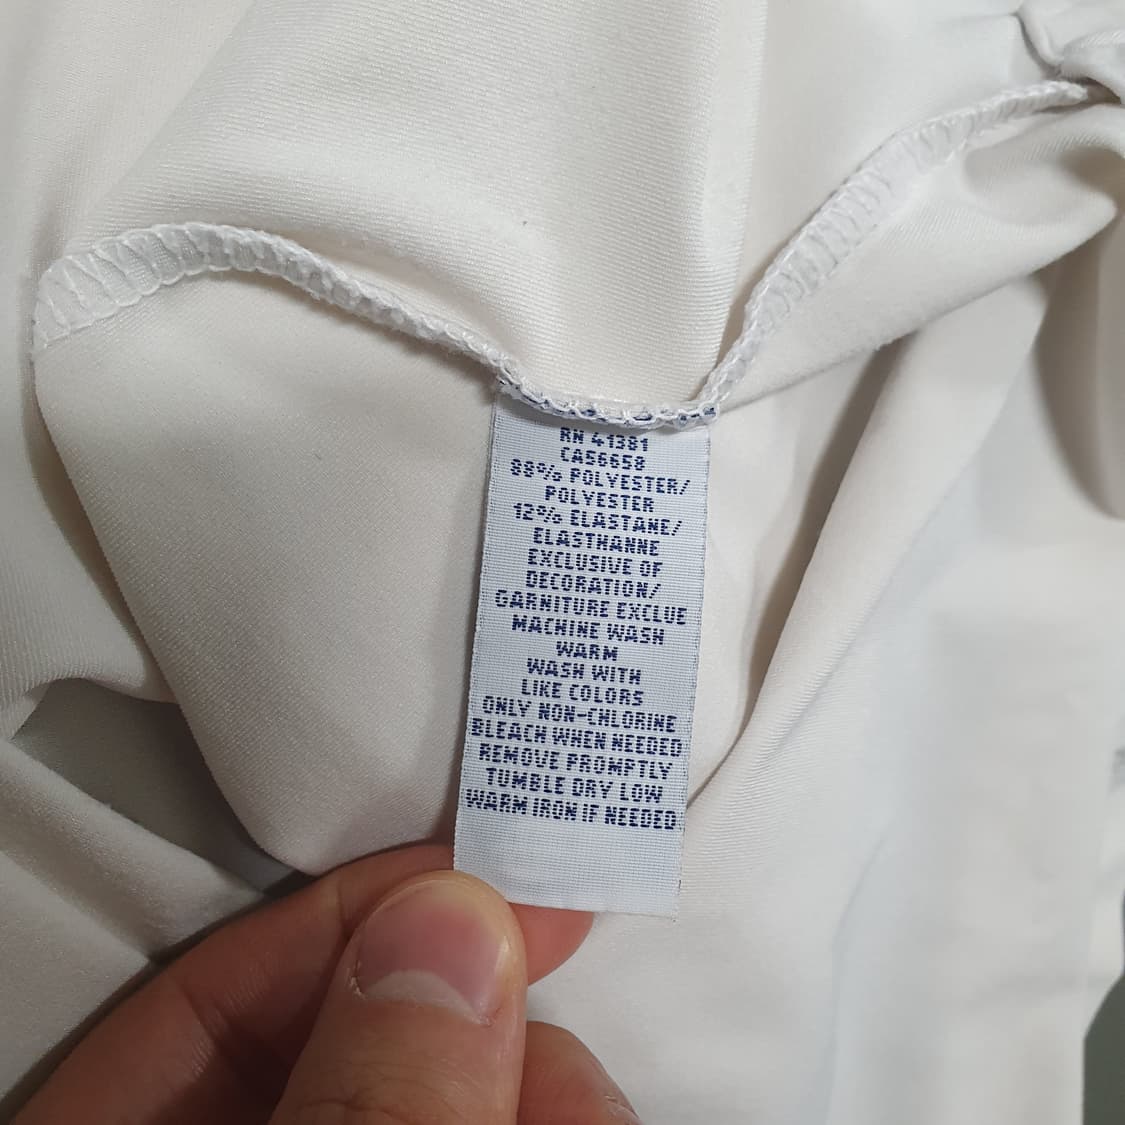 RN 41381
CA56658
88% POLYESTER/
POLYESTER
12% ELASTANE/
ELASTHANNE
EXCLUSIVE OF
DECORATION/
GARNITURE EXCLUE
MACHINE WASH
WARM
WASH WITH
LIKE COLORS
ONLY NON-CHLORINE
BLEACH WHEN NEEDED
REMOVE PROMPTLY
TUMBLE DRY LOW
WARM IRON IF NEEDED